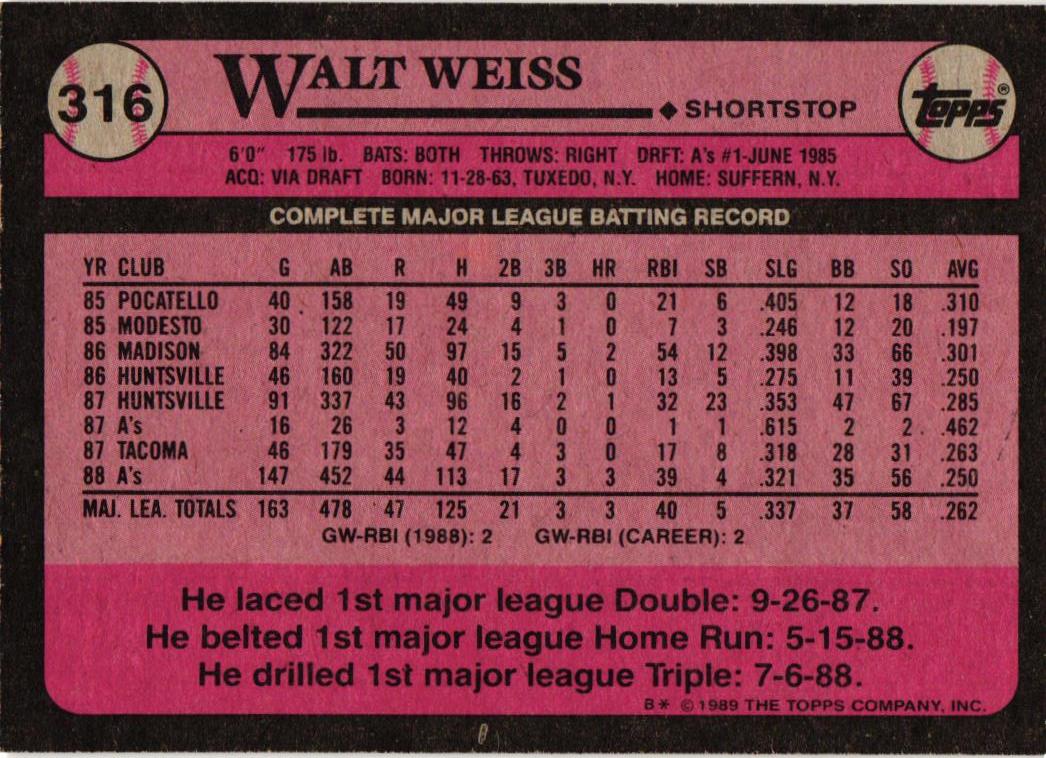 316 WALT WEISS
◆ SHORTSTOP
TOPPS®
6'0" 175 lb. BATS: BOTH THROWS: RIGHT DRFT: A's #1-JUNE 1985
ACQ: VIA DRAFT BORN: 11-28-63, TUXEDO, N.Y. HOME: SUFFERN, N.Y.
COMPLETE MAJOR LEAGUE BATTING RECORD
YR CLUB G AB R H 2B 3B HR RBI SB SLG BB SO AVG
85 POCATELLO 40 158 19 49 9 3 0 21 6 .405 12 18 .310
85 MODESTO 30 122 17 24 4 1 0 7 3 .246 12 20 .197
86 MADISON 84 322 50 97 15 5 2 54 12 .398 33 66 .301
86 HUNTSVILLE 46 160 19 40 2 1 0 13 5 .275 11 39 .250
87 HUNTSVILLE 91 337 43 96 16 2 1 32 23 .353 47 67 .285
87 A's 16 26 3 12 4 0 0 1 1 .615 2 2 .462
87 TACOMA 46 179 35 47 4 3 0 17 8 .318 28 31 .263
88 A's 147 452 44 113 17 3 3 39 4 .321 35 56 .250
MAJ. LEA. TOTALS 163 478 47 125 21 3 3 40 5 .337 37 58 .262
GW-RBI (1988): 2 GW-RBI (CAREER): 2
He laced 1st major league Double: 9-26-87.
He belted 1st major league Home Run: 5-15-88.
He drilled 1st major league Triple: 7-6-88.
B* © 1989 THE TOPPS COMPANY, INC.